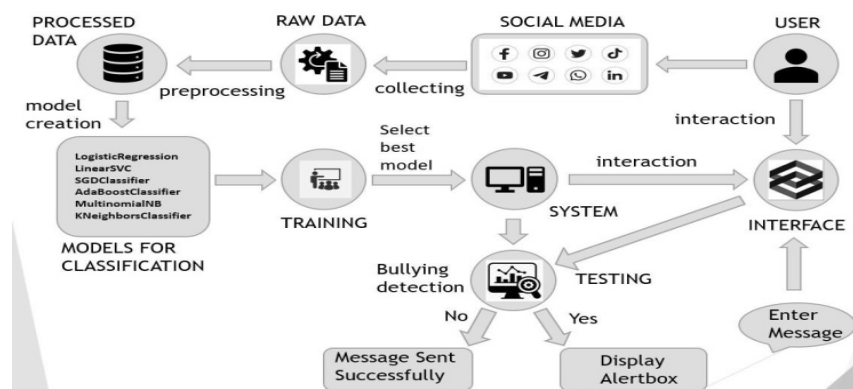 PROCESSED
DATA
RAW DATA
SOCIAL MEDIA
USER
preprocessing
collecting
model
creation
interaction
Select
best
model
interaction
LogisticRegression
LinearSVC
SGDClassifier
AdaBoostClassifier
MultinomialNB
KNeighborsClassifier
TRAINING
SYSTEM
INTERFACE
MODELS FOR
CLASSIFICATION
Bullying
detection
TESTING
No
Yes
Enter
Message
Message Sent
Successfully
Display
Alertbox